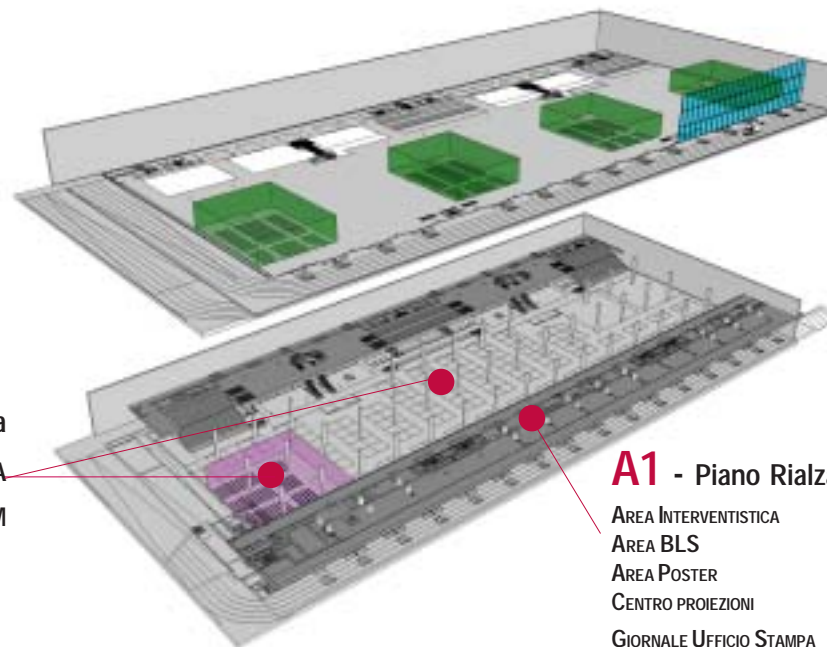 a
A
M
A1 - Piano Rialza
AREA INTERVENTISTICA
AREA BLS
AREA POSTER
CENTRO PROIEZIONI
GIORNALE UFFICIO STAMPA